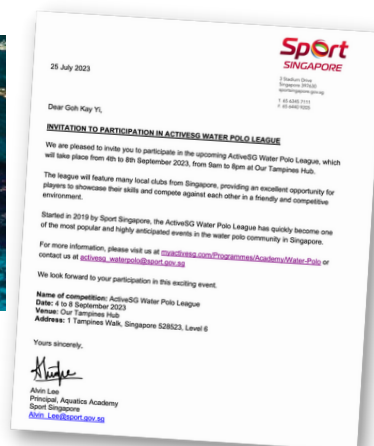 Sport
SINGAPORE
3 Stadium Drive
Singapore 397630
sportsingapore.gov.sg
25 July 2023
Dear Goh Kay Yi,
INVITATION TO PARTICIPATION IN ACTIVESG WATER POLO LEAGUE
We are pleased to invite you to participate in the upcoming ActiveSG Water Polo League, which
will take place from 4th to 8th September 2023, from 9am to 6pm at Our Tampines Hub.
The league will feature many local clubs from Singapore, providing an excellent opportunity for
players to showcase their skills and compete against each other in a friendly and competitive
environment.
Started in 2019 by Sport Singapore, the ActiveSG Water Polo League has quickly become one
of the most popular and highly anticipated events in the water polo community in Singapore.
For more information, please visit us at myactivesg.com/Programmes/Academy/Water-Polo or
contact us at activesg_waterpolo@sport.gov.sg
We look forward to your participation in this exciting event.
Name of competition: ActiveSG Water Polo League
Date: 4 to 8 September 2023
Venue: Our Tampines Hub
Address: 1 Tampines Walk, Singapore 528523, Level 6
Yours sincerely,
Alvin Lee
Principal, Aquatics Academy
Sport Singapore
Alvin_Lee@sport.gov.sg